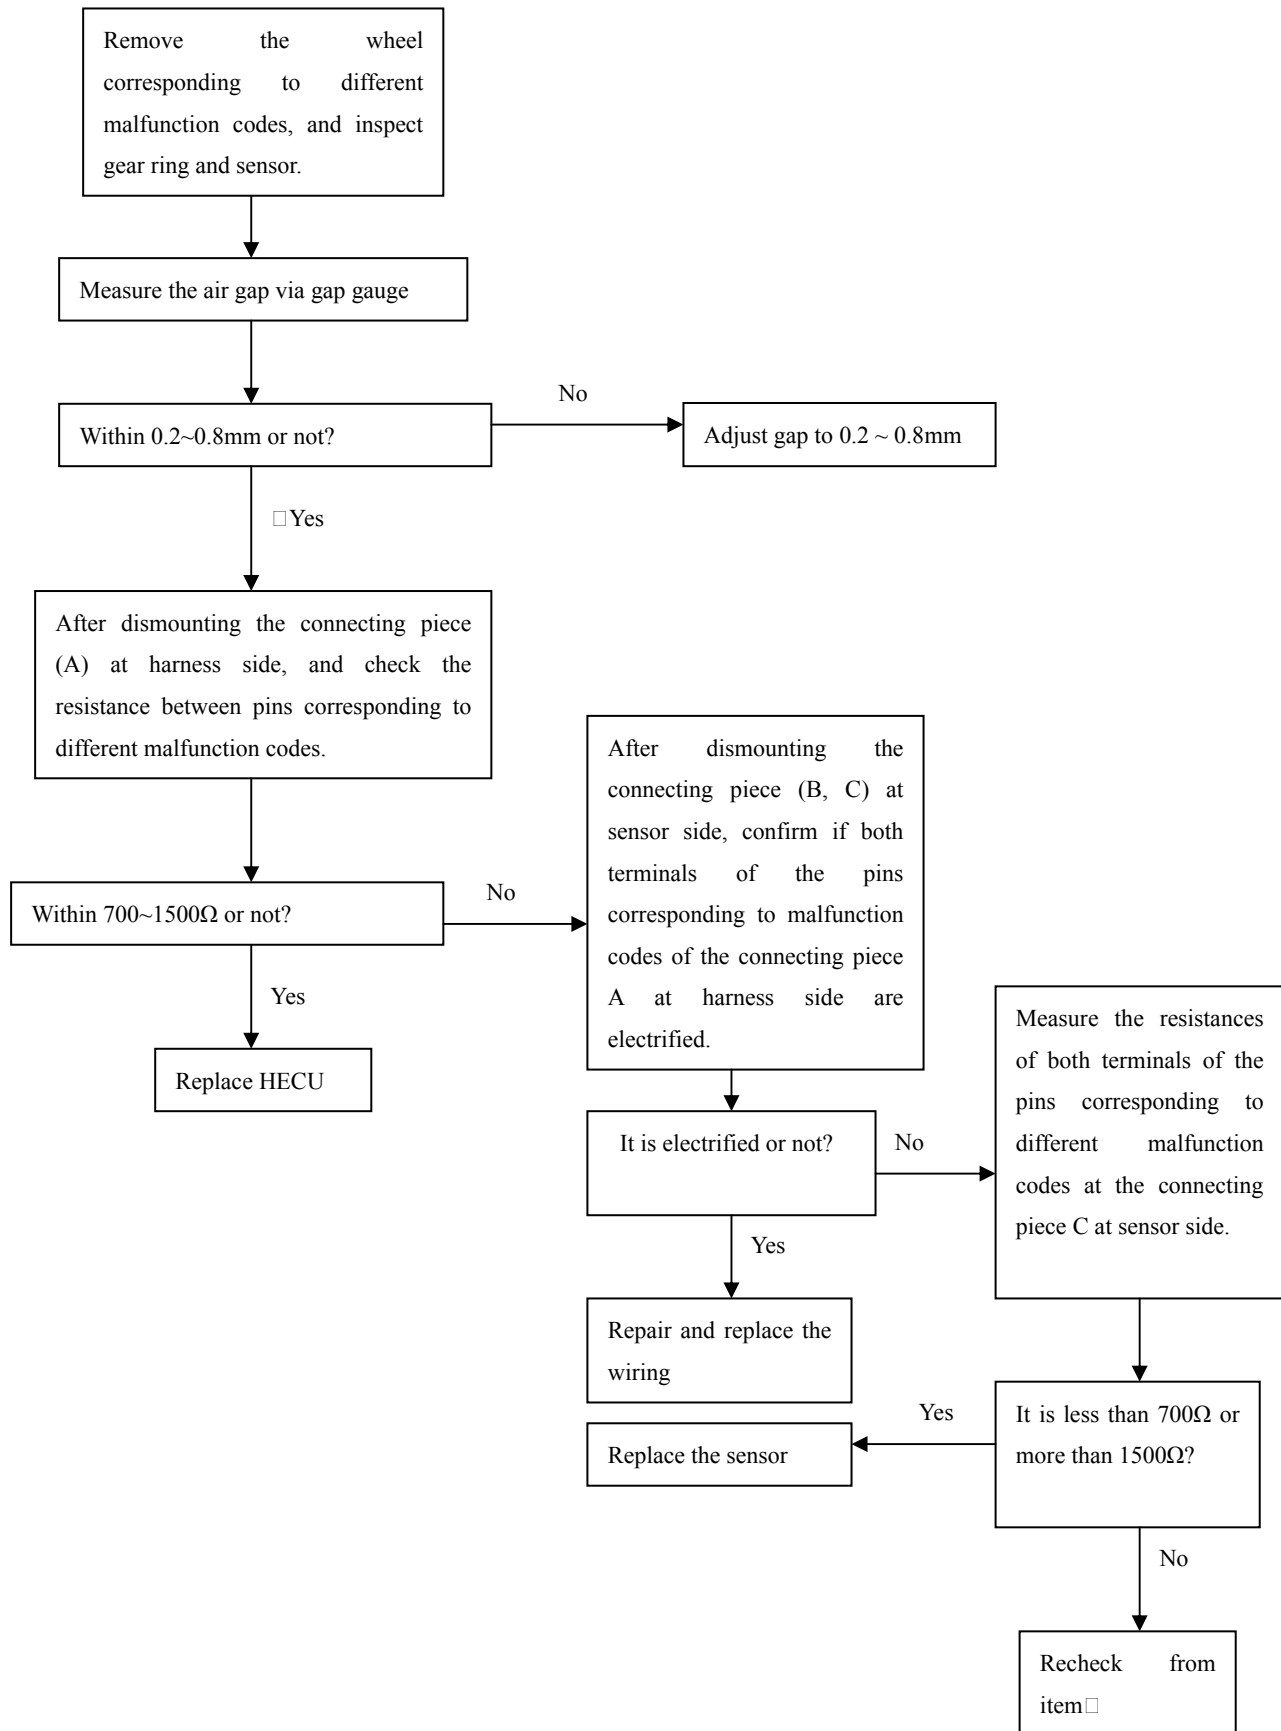 Remove the wheel
corresponding to different
malfunction codes, and inspect
gear ring and sensor.
Measure the air gap via gap gauge
No
Within 0.2~0.8mm or not?
Adjust gap to 0.2 ~ 0.8mm
□Yes
After dismounting the connecting piece
(A) at harness side, and check the
resistance between pins corresponding to
different malfunction codes.
After dismounting the
connecting piece (B, C) at
sensor side, confirm if both
terminals of the pins
corresponding to malfunction
codes of the connecting piece
A at harness side are
electrified.
No
Within 700~1500Ω or not?
Yes
Replace HECU
Measure the resistances
of both terminals of the
pins corresponding to
different malfunction
codes at the connecting
piece C at sensor side.
It is electrified or not?
No
Yes
Repair and replace the
wiring
Yes
It is less than 700Ω or
more than 1500Ω?
Replace the sensor
No
Recheck from
item□